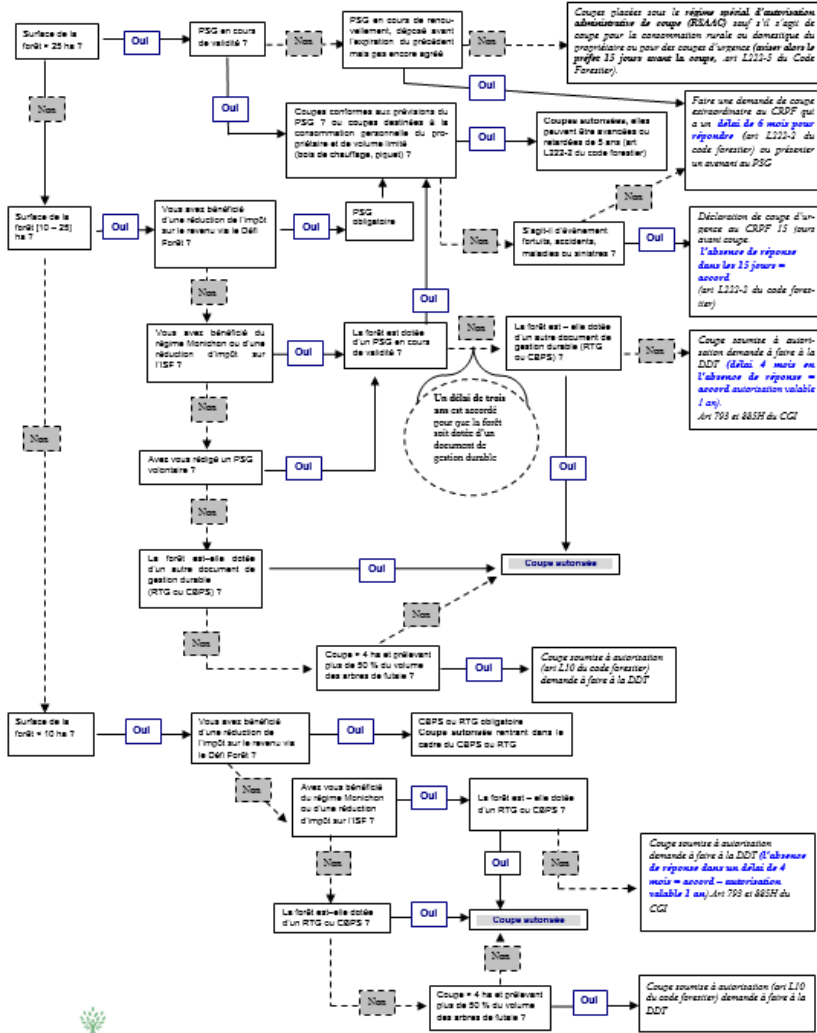 Surface de la
forêt > 25 ha ?
Oui
PSG en cours
de validité ?
Non
PSG en cours de renou-
vellement, déposé avant
l'expiration du précédent
mais pas encore agréé
Non
Coupes placées sous le régime spécial d'autorisation
administrative de coupe (RSAAC) sauf s'il s'agit de
coupe pour la consommation rurale ou domestique du
propriétaire ou pour des coupes d'urgence (aviser alors le
préfet 15 jours avant la coupe, art L222-5 du Code
Forestier).
Non
Oui
Oui
Coupes conformes aux prévisions du
PSG ? ou coupes destinées à la
consommation personnelle du pro-
priétaire et de volume limité
(bois de chauffage, piquet) ?
Oui
Coupes autorisées, elles
peuvent être avancées ou
retardées de 5 ans (art
L222-2 du code forestier)
Faire une demande de coupe
extraordinaire au CRPF qui
a un délai de 6 mois pour
répondre (art L222-2 du
code forestier) ou présenter
un avenant au PSG
Non
Surface de la
forêt [10 – 25]
ha ?
Oui
Vous avez bénéficié
d'une réduction de l'impôt
sur le revenu via le Défi
Forêt ?
Oui
PSG
obligatoire
Non
S'agit-il d'évènement
fortuits, accidents,
maladies ou sinistres ?
Oui
Déclaration de coupe d'ur-
gence au CRPF 15 jours
avant coupe.
l'absence de réponse
dans les 15 jours =
accord
(art L222-2 du code fores-
tier)
Non
Oui
Vous avez bénéficié du
régime Monichon ou d'une
réduction d'impôt sur
l'ISF ?
Oui
La forêt est dotée
d'un PSG en cours
de validité ?
Non
La forêt est – elle dotée
d'un autre document de
gestion durable (RTG
ou CBPS) ?
Non
Coupe soumise à autori-
sation demande à faire à la
DDT (délai 4 mois en
l'absence de réponse =
accord autorisation valable
1 an).
Art 793 et 885H du CGI
Un délai de trois
ans est accordé
pour que la forêt
soit dotée d'un
document de
gestion durable
Non
Avez vous rédigé un PSG
volontaire ?
Oui
Oui
Non
La forêt est-elle dotée
d'un autre document de
gestion durable
(RTG ou CBPS) ?
Oui
Coupe autorisée
Non
Non
Coupe > 4 ha et prélevant
plus de 50 % du volume
des arbres de futaie ?
Oui
Coupe soumise à autorisation
(art L10 du code forestier)
demande à faire à la DDT
Surface de la
forêt < 10 ha ?
Oui
Vous avez bénéficié
d'une réduction de
l'impôt sur le revenu via
le Défi Forêt ?
Oui
CBPS ou RTG obligatoire
Coupe autorisée rentrant dans le
cadre du CBPS ou RTG
Non
Avez vous bénéficié
du régime Monichon
ou d'une réduction
d'impôt sur l'ISF ?
Oui
La forêt est – elle dotée
d'un RTG ou CBPS ?
Non
Oui
Non
Coupe soumise à autorisation
demande à faire à la DDT (l'absence
de réponse dans un délai de 4
mois = accord – autorisation
valable 1 an).Art 793 et 885H du
CGI
La forêt est-elle dotée
d'un RTG ou CBPS ?
Oui
Coupe autorisée
Non
Non
Coupe > 4 ha et prélevant
plus de 50 % du volume
des arbres de futaie ?
Oui
Coupe soumise à autorisation (art L10
du code forestier) demande à faire à la
DDT